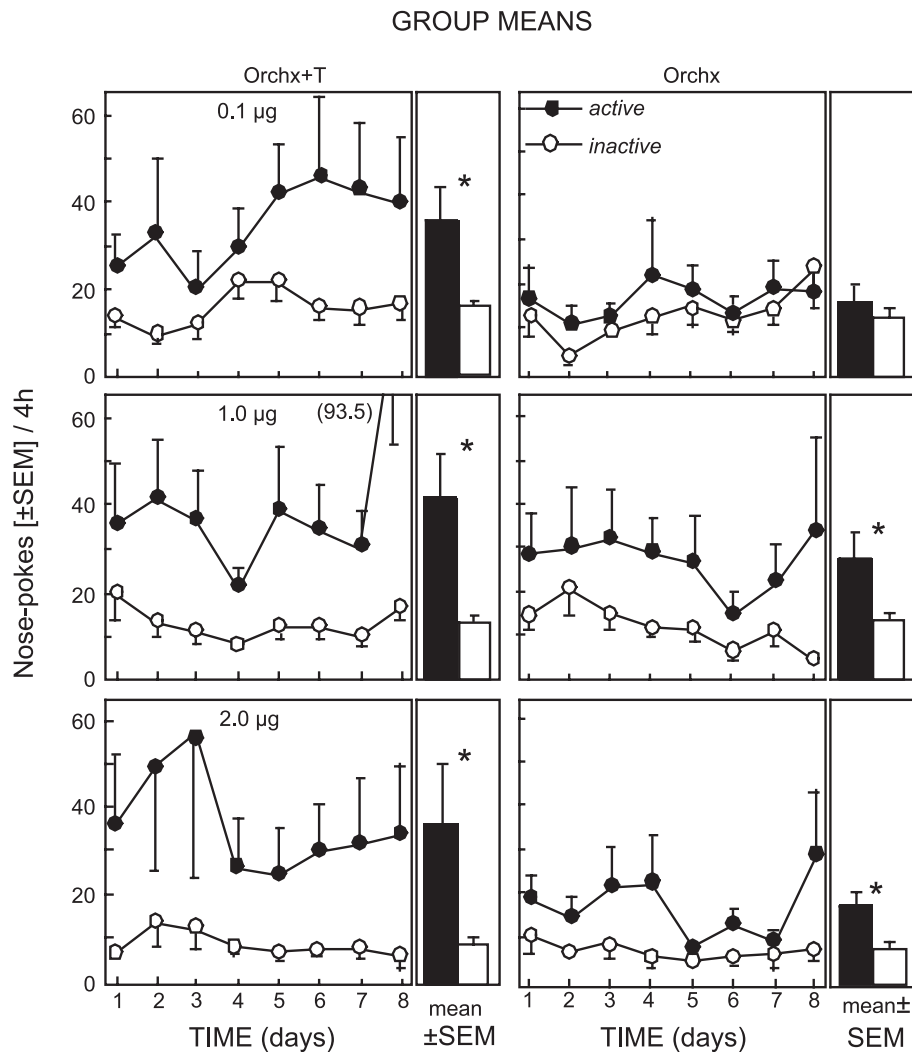 GROUP MEANS
Orchx+T
Orchx
60
40
20
0
0.1 µg
*
active
inactive
60
40
20
0
1.0 µg
(93.5)
*
*
60
40
20
0
2.0 µg
*
*
Nose-pokes [±SEM] / 4h
1 2 3 4 5 6 7 8
1 2 3 4 5 6 7 8
TIME (days)
mean
±SEM
TIME (days)
mean±
SEM